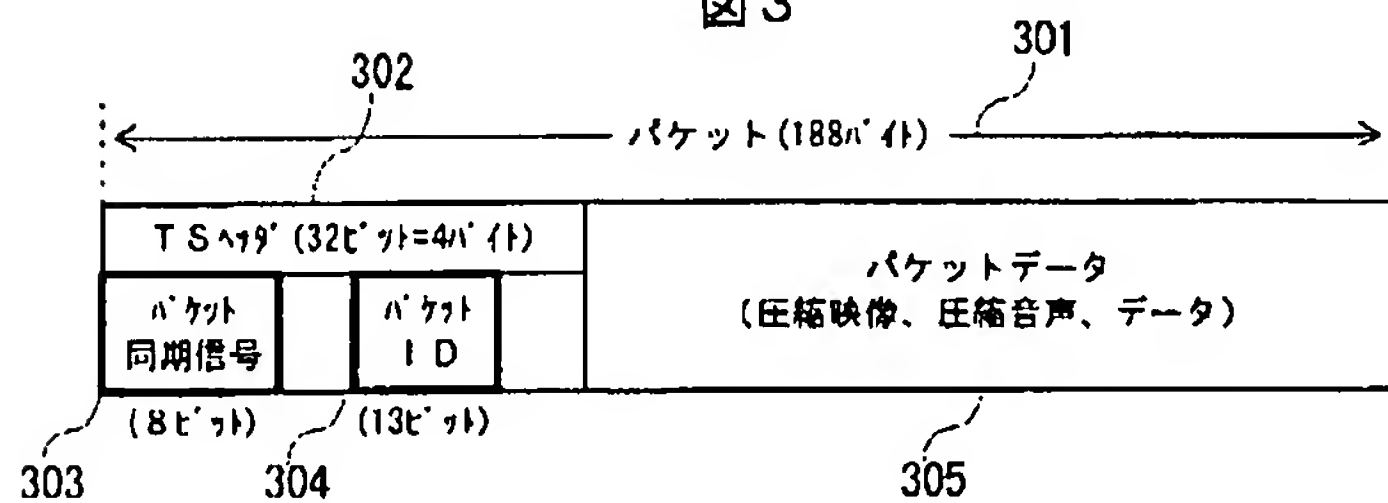 図3
301
302
パケット(188バイト)
TSヘッダ(32ビット=4バイト)
パケットデータ
(圧縮映像、圧縮音声、データ)
パケット
同期信号
パケット
ID
(8ビット)
(13ビット)
303
304
305